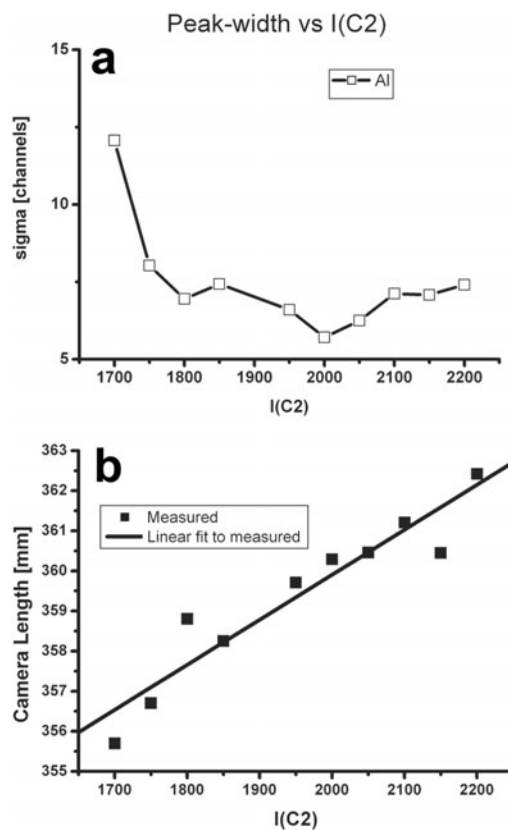 Peak-width vs I(C2)
a
Al
15
10
5
sigma [channels]
1700 1800 1900 2000 2100 2200
I(C2)
b
Measured
Linear fit to measured
363
362
361
360
359
358
357
356
355
Camera Length [mm]
1700 1800 1900 2000 2100 2200
I(C2)